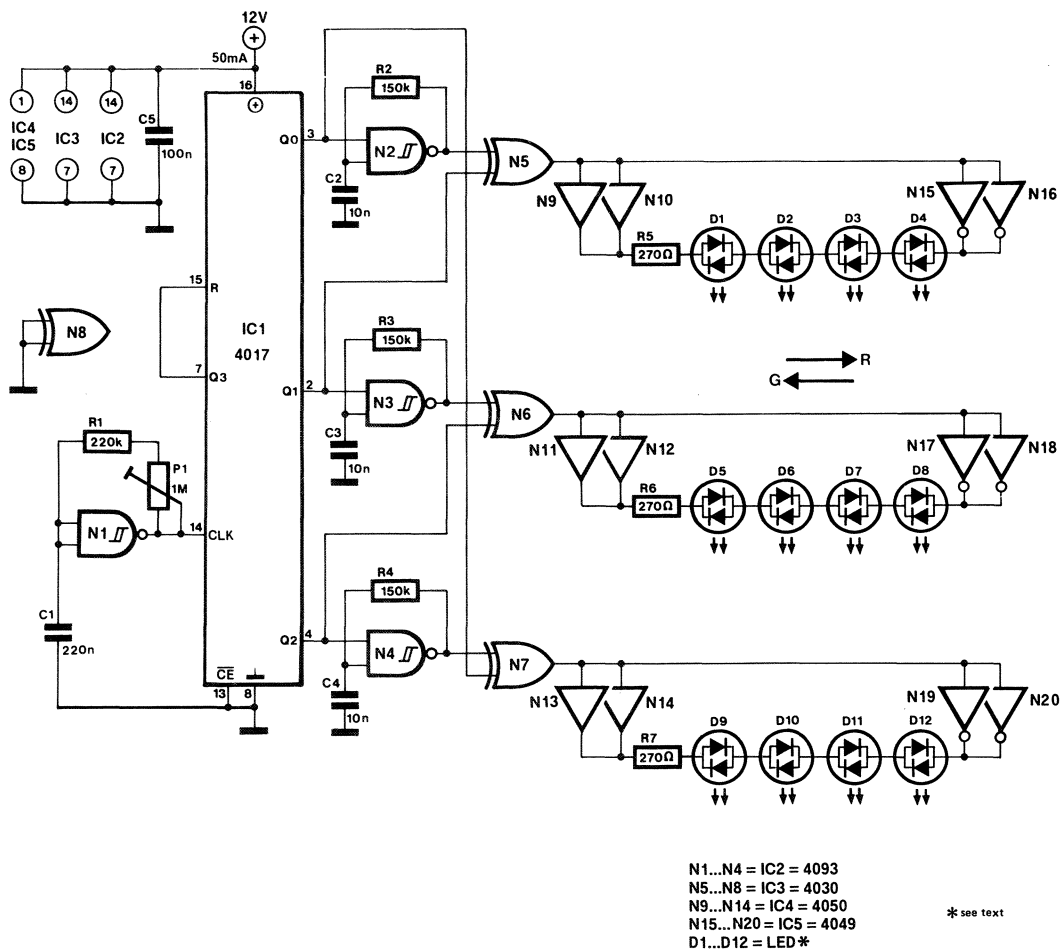 12V
50mA
16
R2
150k
1
14
14
C5
Q0
3
IC4
IC5
IC3
IC2
100n
N2
N5
8
7
7
C2
10n
N9
N10
N15
N16
R5
270Ω
D1
D2
D3
D4
15
R
N8
IC1
4017
R3
150k
7
Q3
Q1
2
R
G
N3
N6
R1
220k
C3
10n
N11
N12
N17
N18
P1
1M
R6
270Ω
D5
D6
D7
D8
N1
14
CLK
R4
150k
C1
220n
Q2
4
N4
N7
CE
13
8
C4
10n
N13
N14
N19
N20
R7
270Ω
D9
D10
D11
D12
N1...N4 = IC2 = 4093
N5...N8 = IC3 = 4030
N9...N14 = IC4 = 4050
N15...N20 = IC5 = 4049
D1...D12 = LED*
* see text